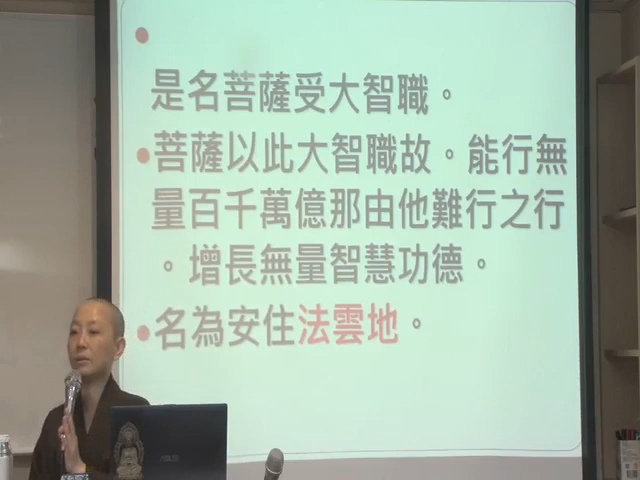 是名菩薩受大智職。
菩薩以此大智職故。能行無
量百千萬億那由他難行之行
。增長無量智慧功德。
名為安住法雲地。